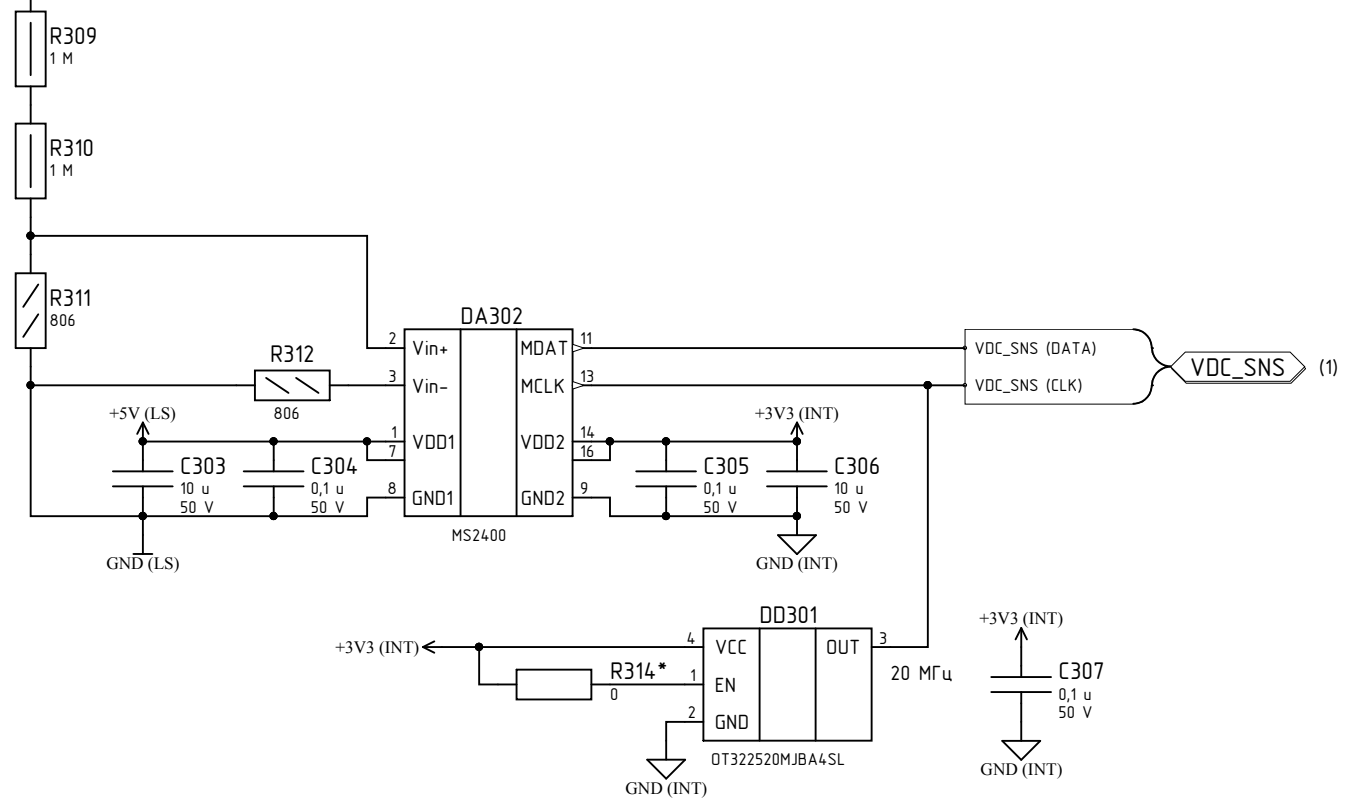 R309
1 M
R310
1 M
R311
806
DA302
R312
806
2
Vin+
3
Vin-
1
VDD1
7
8
GND1
MDAT
11
MCLK
13
VDD2
14
16
GND2
9
MS2400
+5V (LS)
C303
10 u
50 V
C304
0,1 u
50 V
GND (LS)
+3V3 (INT)
C305
0,1 u
50 V
C306
10 u
50 V
GND (INT)
VDC_SNS (DATA)
VDC_SNS (CLK)
VDC_SNS
(1)
DD301
+3V3 (INT)
4
VCC
OUT
3
20 МГц
R314*
0
1
EN
2
GND
OT322520MJBA4SL
GND (INT)
+3V3 (INT)
C307
0,1 u
50 V
GND (INT)